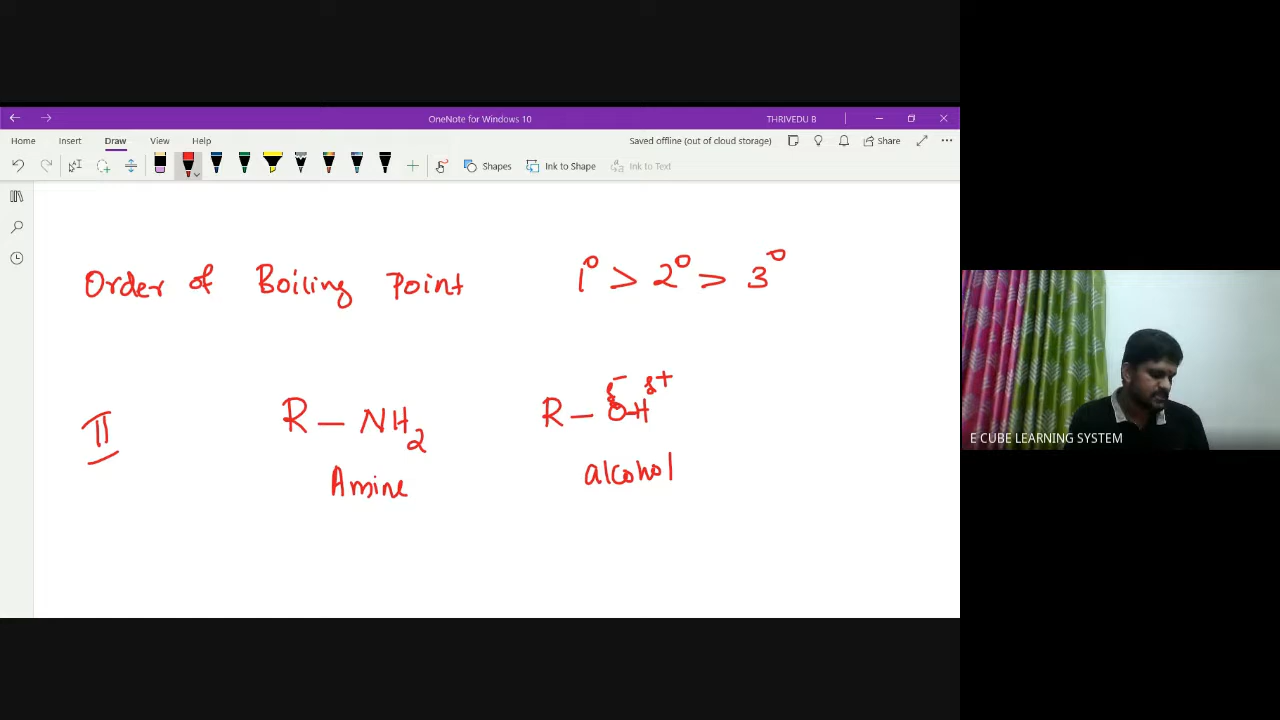 OneNote for Windows 10
THRIVEDU B
Home Insert Draw View Help
Saved offline (out of cloud storage)
Share
Shapes
Ink to Shape
Ink to Text
Order of Boiling Point 1° > 2° > 3°
δ- δ+
II R – NH2 R – O–H
Amine alcohol
E CUBE LEARNING SYSTEM